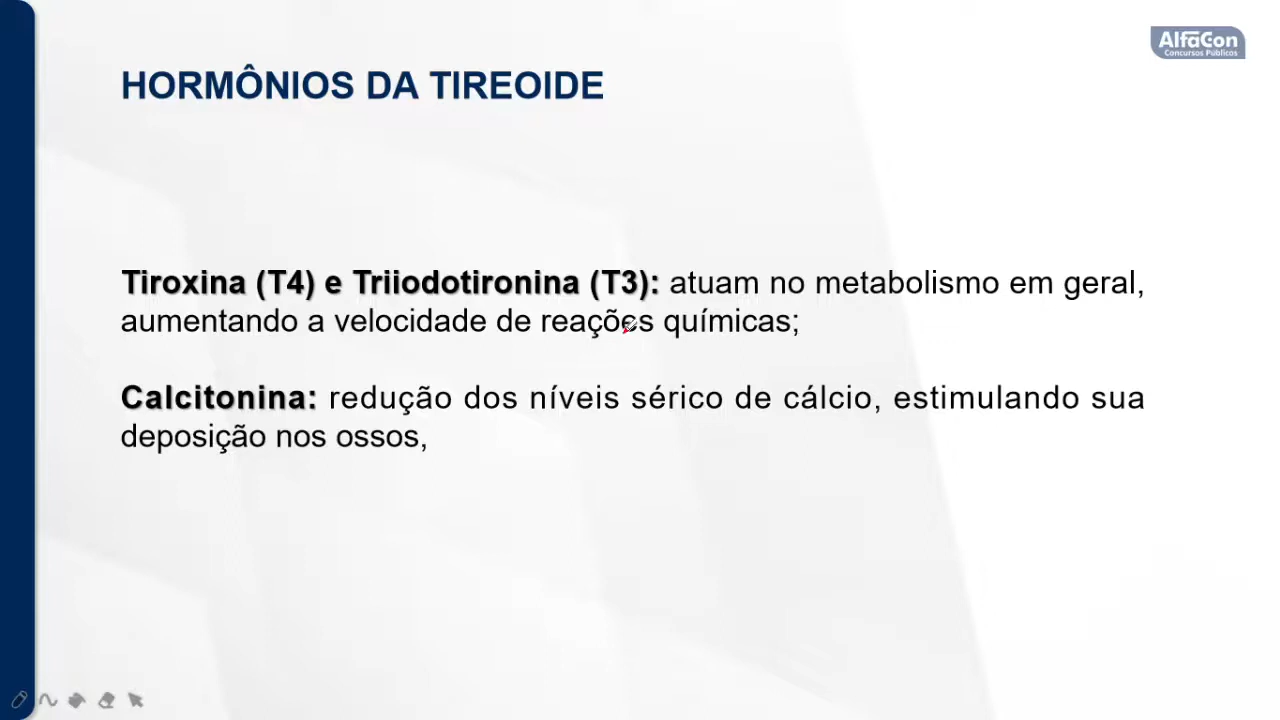 AlfaCon
Concursos Públicos
HORMÔNIOS DA TIREOIDE
Tiroxina (T4) e Triiodotironina (T3): atuam no metabolismo em geral,
aumentando a velocidade de reações químicas;
Calcitonina: redução dos níveis sérico de cálcio, estimulando sua
deposição nos ossos,